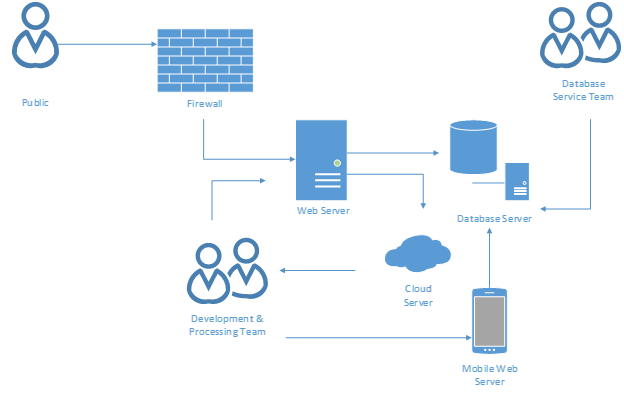 Public
Firewall
Database
Service Team
Web Server
Database Server
Cloud
Server
Development &
Processing Team
Mobile Web
Server